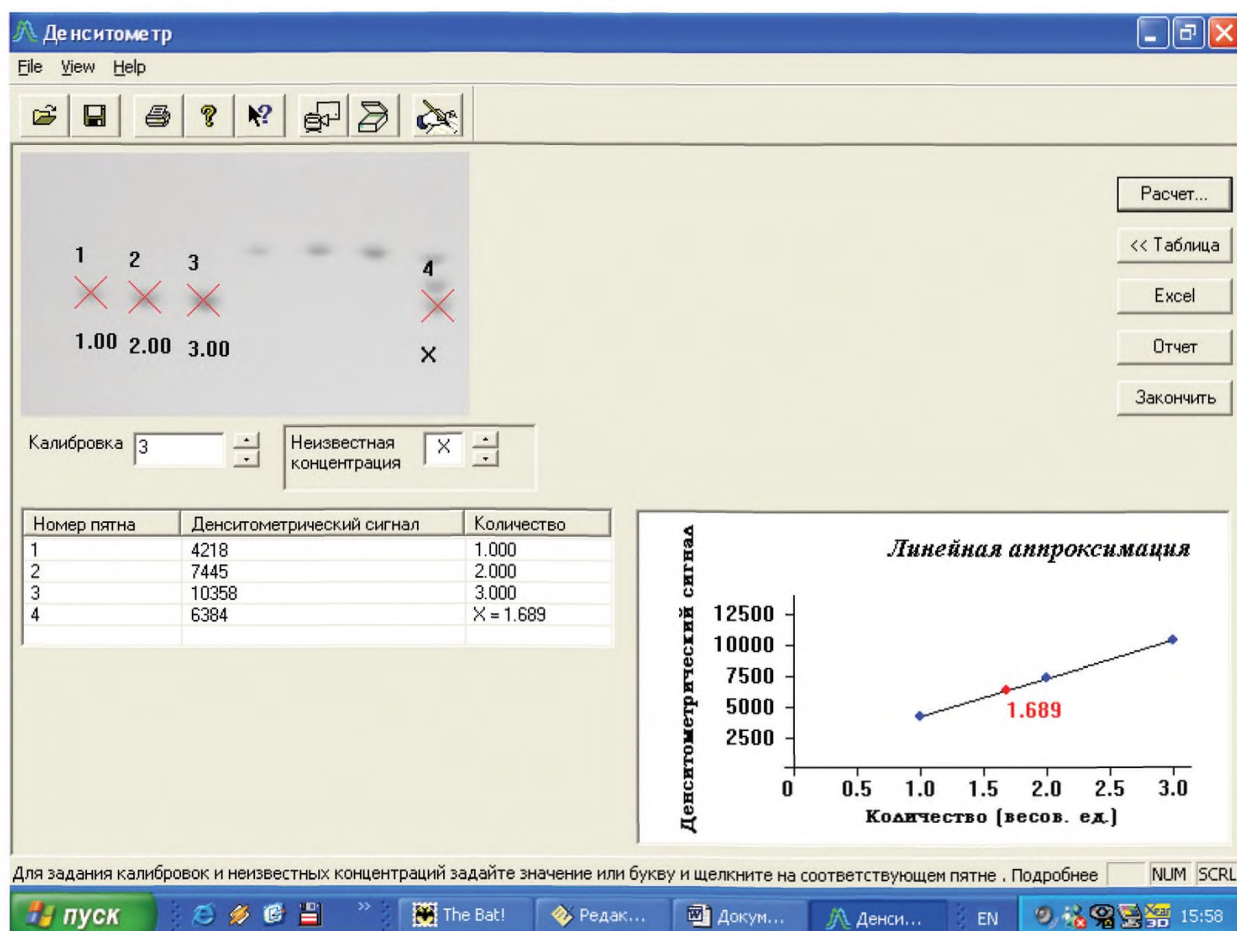 Денситометр
File View Help
1 2 3 4
1.00 2.00 3.00 X
Расчет...
<< Таблица
Excel
Отчет
Закончить
Калибровка 3 Неизвестная концентрация X
Номер пятна Денситометрический сигнал Количество
1 4218 1.000
2 7445 2.000
3 10358 3.000
4 6384 X = 1.689
Линейная аппроксимация
Денситометрический сигнал
12500
10000
7500
5000
2500
1.689
0 0.5 1.0 1.5 2.0 2.5 3.0
Количество (весов. ед.)
Для задания калибровок и неизвестных концентраций задайте значение или букву и щелкните на соответствующем пятне . Подробнее NUM SCRL
пуск >> The Bat! Редак... Докум... Денси... EN 15:58